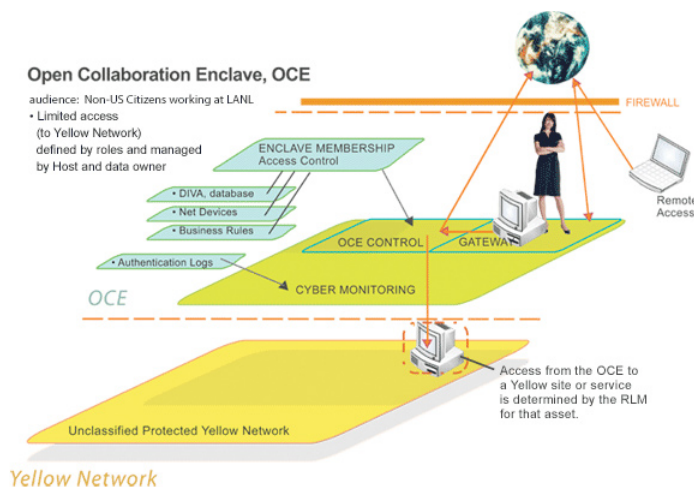 Open Collaboration Enclave, OCE
audience: Non-US Citizens working at LANL
• Limited access
(to Yellow Network)
defined by roles and managed
by Host and data owner
FIREWALL
ENCLAVE MEMBERSHIP
Access Control
• DIVA, database
• Net Devices
• Business Rules
Remote
Access
OCE CONTROL
GATEWAY
• Authentication Logs
CYBER MONITORING
OCE
Access from the OCE to
a Yellow site or service
is determined by the RLM
for that asset.
Unclassified Protected Yellow Network
Yellow Network